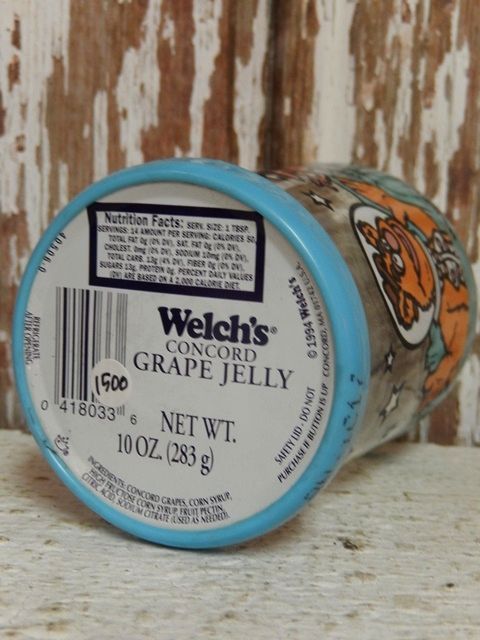 Nutrition Facts: SERV. SIZE: 1 TBSP.
SERVINGS: 14 AMOUNT PER SERVING: CALORIES 50,
TOTAL FAT 0g (0% DV), SAT. FAT 0g (0% DV),
CHOLEST. 0mg (0% DV), SODIUM 10mg (0% DV),
TOTAL CARB. 13g (4% DV), FIBER 0g (0% DV),
SUGARS 13g, PROTEIN 0g. PERCENT DAILY VALUES
(DV) ARE BASED ON A 2,000 CALORIE DIET.
REFRIGERATE
AFTER OPENING
1500
0 418033 6
Welch's®
CONCORD
GRAPE JELLY
NET WT.
10 OZ. (283 g)
INGREDIENTS: CONCORD GRAPES, CORN SYRUP,
HIGH FRUCTOSE CORN SYRUP, FRUIT PECTIN,
CITRIC ACID, SODIUM CITRATE (USED AS NEEDED).
SAFETY LID - DO NOT
PURCHASE IF BUTTON IS UP
© 1994 Welch's
CONCORD, MA